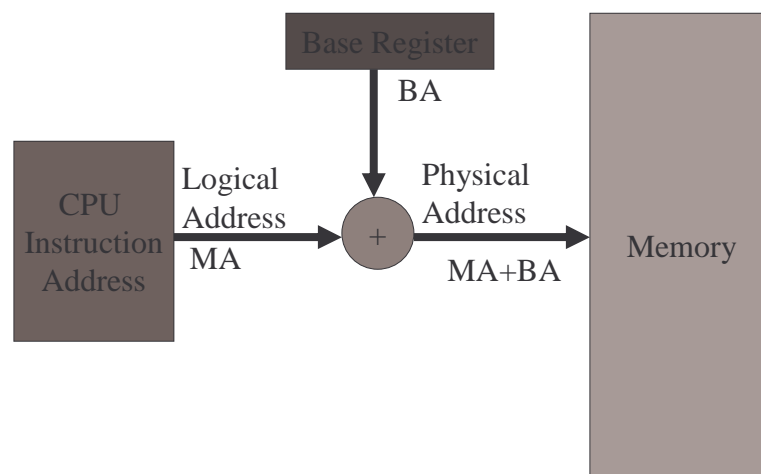 Base Register
BA
CPU
Instruction
Address
Logical
Address
MA
+
Physical
Address
MA+BA
Memory